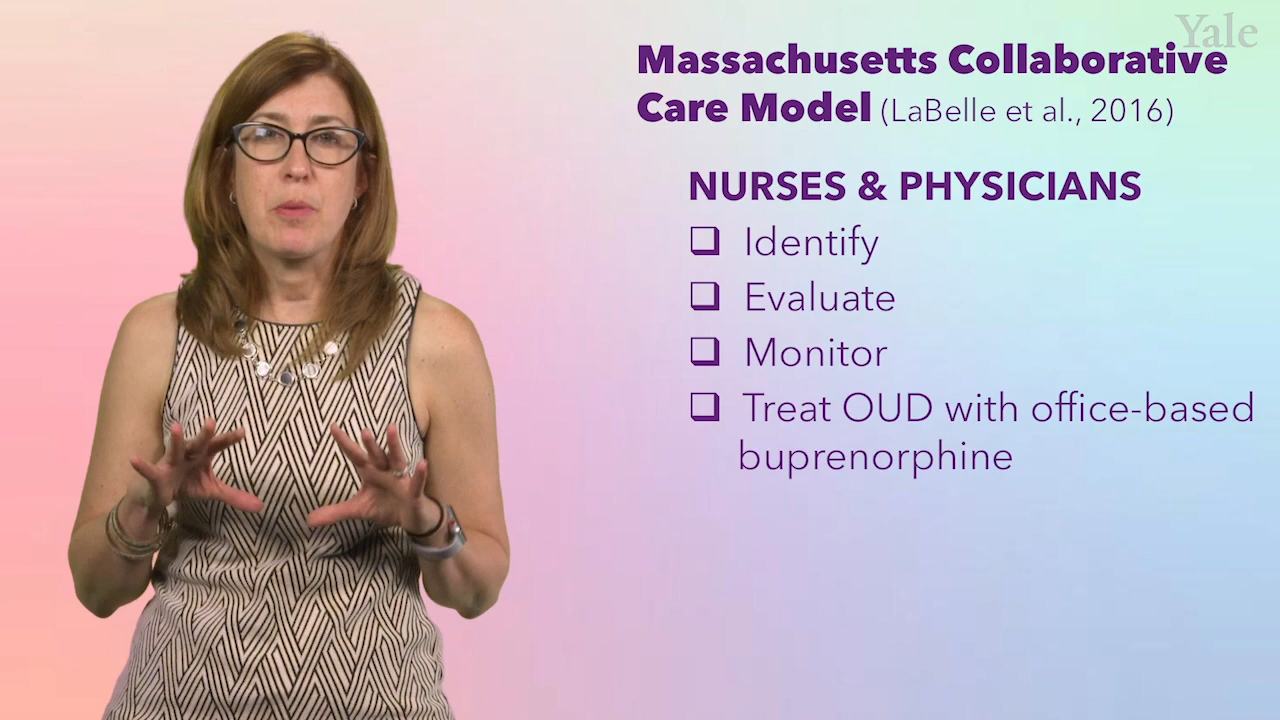 Yale
Massachusetts Collaborative
Care Model (LaBelle et al., 2016)
NURSES & PHYSICIANS
❑ Identify
❑ Evaluate
❑ Monitor
❑ Treat OUD with office-based
buprenorphine